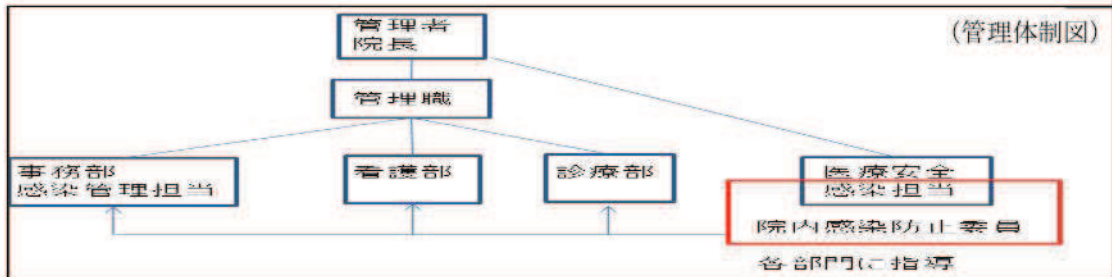 (管理体制図)
管理者
院長
管理職
事務部
感染管理担当
看護部
診療部
医療安全
感染担当
院内感染防止委員
各部門に指導